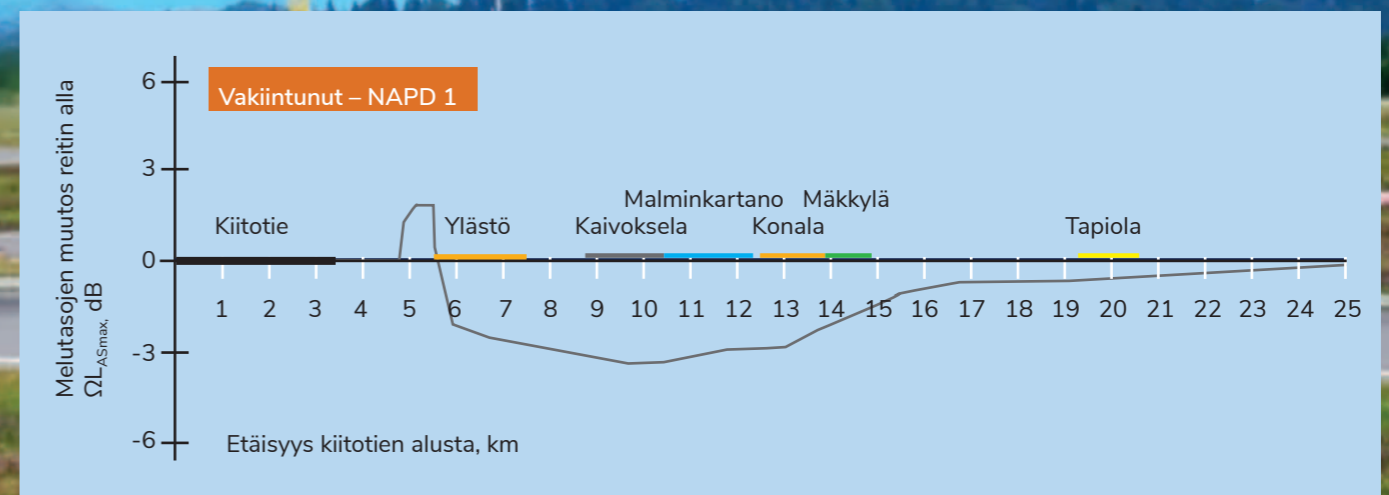 Melutasojen muutos reitin alla
ΩL_ASmax, dB
6
3
0
-3
-6
Vakiintunut – NAPD 1
Malminkartano Mäkkylä
Kiitotie Ylästö Kaivoksela Konala Tapiola
1 2 3 4 5 6 7 8 9 10 11 12 13 14 15 16 17 18 19 20 21 22 23 24 25
Etäisyys kiitotien alusta, km